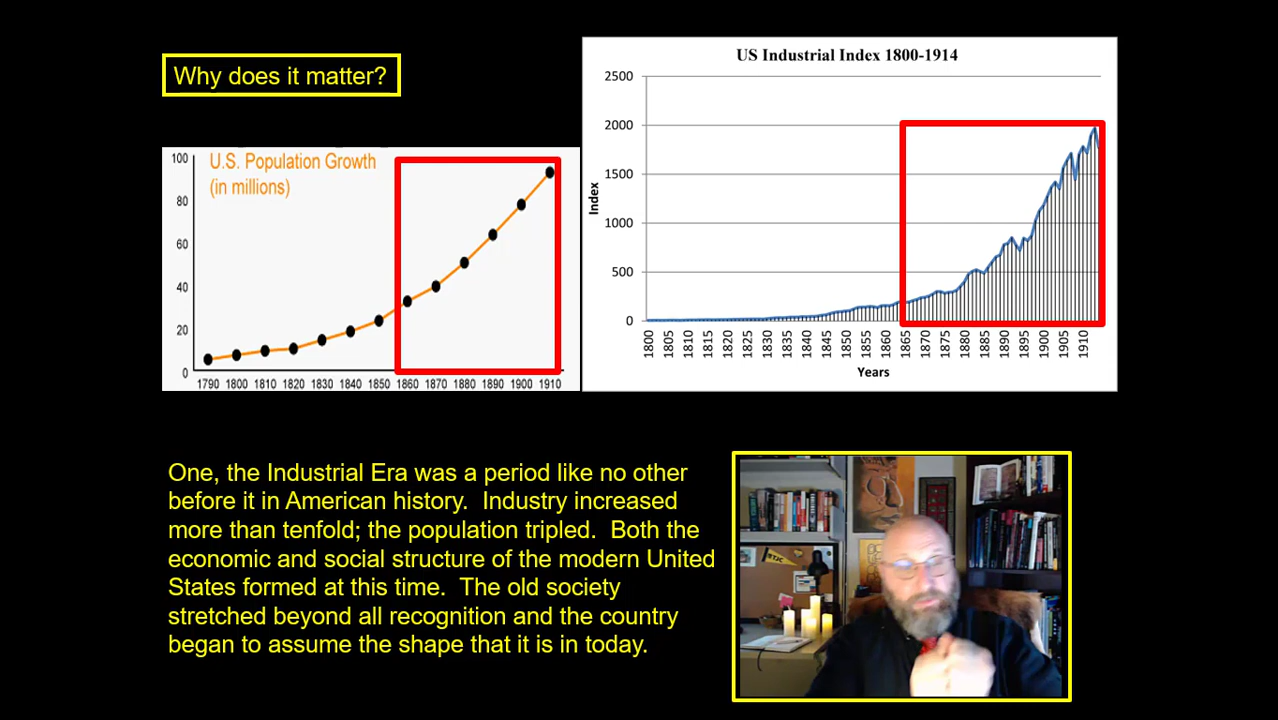 Why does it matter?
U.S. Population Growth
(in millions)
100
80
60
40
20
0
1790 1800 1810 1820 1830 1840 1850 1860 1870 1880 1890 1900 1910
US Industrial Index 1800-1914
2500
2000
1500
1000
500
0
Index
1800 1805 1810 1815 1820 1825 1830 1835 1840 1845 1850 1855 1860 1865 1870 1875 1880 1885 1890 1895 1900 1905 1910
Years
One, the Industrial Era was a period like no other
before it in American history. Industry increased
more than tenfold; the population tripled. Both the
economic and social structure of the modern United
States formed at this time. The old society
stretched beyond all recognition and the country
began to assume the shape that it is in today.